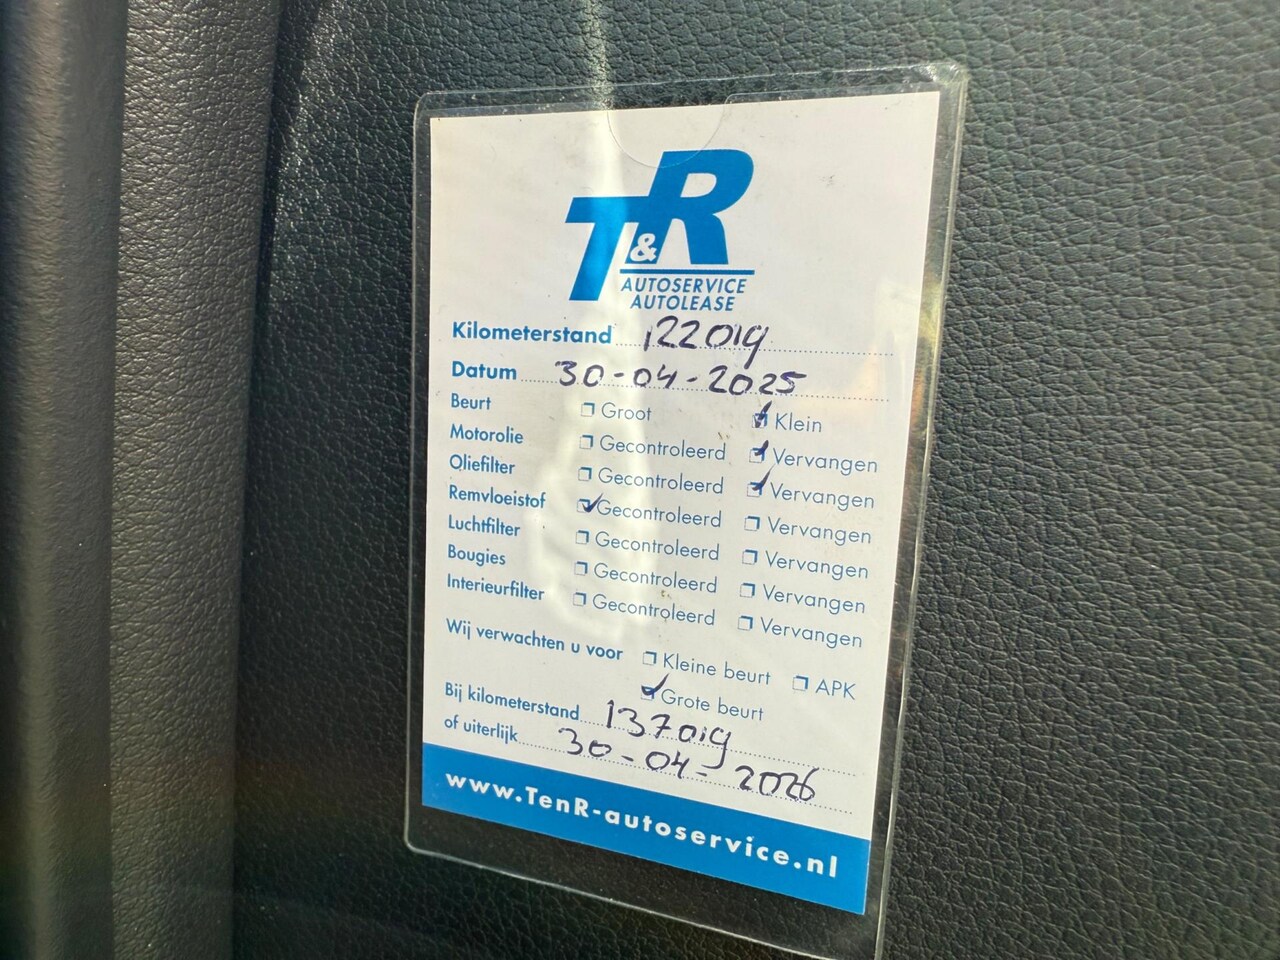 T&R
AUTOSERVICE
AUTOLEASE
Kilometerstand 122019
Datum 30-04-2025
Beurt Groot Klein
Motorolie Gecontroleerd Vervangen
Oliefilter Gecontroleerd Vervangen
Remvloeistof Gecontroleerd Vervangen
Luchtfilter Gecontroleerd Vervangen
Bougies Gecontroleerd Vervangen
Interieurfilter Gecontroleerd Vervangen
Wij verwachten u voor Kleine beurt APK
Grote beurt
Bij kilometerstand 137019
of uiterlijk 30-04-2026
www.TenR-autoservice.nl